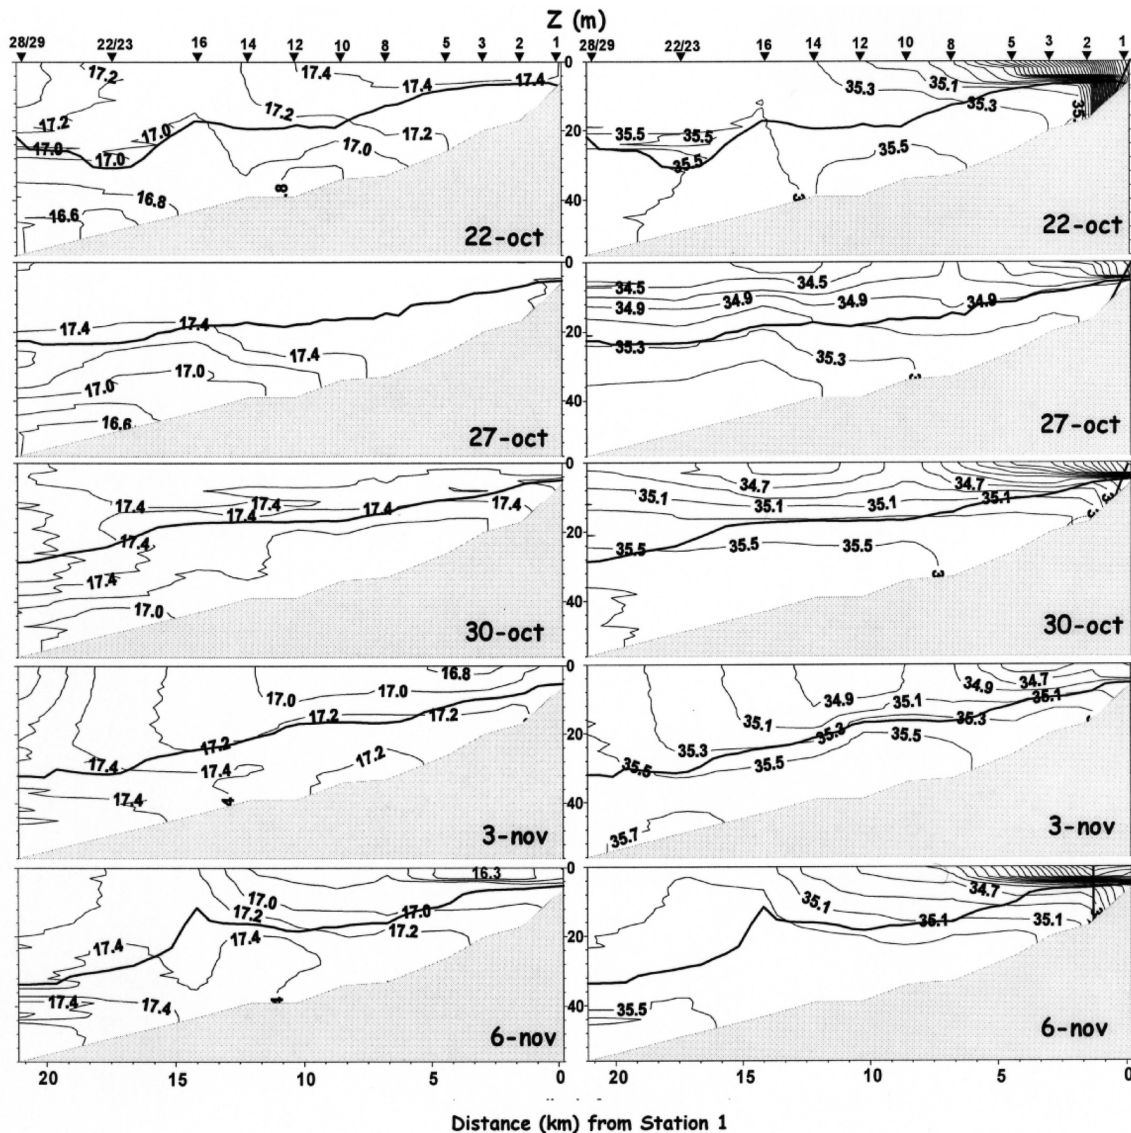 Z (m)
28/29 22/23 16 14 12 10 8 5 3 2 1 28/29 22/23 16 14 12 10 8 5 3 2 1
17.2 17.4 17.4 17.4 0 35.3 35.1
17.2 17.2 35.3
17.2 17.0 17.2 20 35.5 35.5
17.0 17.0 17.0 35.5 35.5
16.8 .8 40 3
16.6
22-oct 22-oct
0 34.5 34.5
34.9 34.9 34.9
17.4 17.4 20
17.4 35.3 35.3
17.0 17.0 40 3
16.6
27-oct 27-oct
0 34.7 34.7
17.4 17.4 17.4 17.4 35.1 35.1 35.1 35.1 3
17.4 17.4 20 35.5 35.5 35.5
17.4 3
17.0 40
30-oct 30-oct
16.8 0 34.7
17.0 17.0 34.9 34.9
17.2 17.2 35.1 35.1 35.1
17.2 20 35.3 35.3 35.3
17.4 17.4 17.2 35.5 35.5 35.5
17.4 4 40 35.7
3-nov 3-nov
16.3 0 34.7
17.0 17.0 35.1 35.1 35.1
17.2 17.2
17.4 17.4 20
17.4 17.4 4 40 35.5
6-nov 6-nov
20 15 10 5 0 20 15 10 5 0
Distance (km) from Station 1